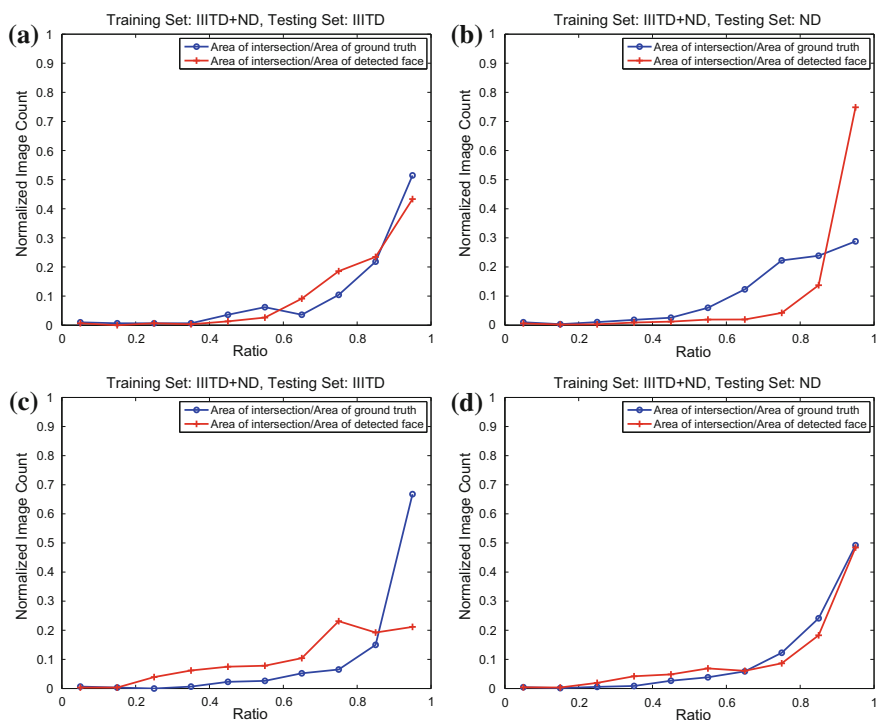 (a)
Training Set: IIITD+ND, Testing Set: IIITD
Area of intersection/Area of ground truth
Area of intersection/Area of detected face
Normalized Image Count
1
0.9
0.8
0.7
0.6
0.5
0.4
0.3
0.2
0.1
0
0 0.2 0.4 0.6 0.8 1
Ratio
(b)
Training Set: IIITD+ND, Testing Set: ND
Area of intersection/Area of ground truth
Area of intersection/Area of detected face
Normalized Image Count
1
0.9
0.8
0.7
0.6
0.5
0.4
0.3
0.2
0.1
0
0 0.2 0.4 0.6 0.8 1
Ratio
(c)
Training Set: IIITD+ND, Testing Set: IIITD
Area of intersection/Area of ground truth
Area of intersection/Area of detected face
Normalized Image Count
1
0.9
0.8
0.7
0.6
0.5
0.4
0.3
0.2
0.1
0
0 0.2 0.4 0.6 0.8 1
Ratio
(d)
Training Set: IIITD+ND, Testing Set: ND
Area of intersection/Area of ground truth
Area of intersection/Area of detected face
Normalized Image Count
1
0.9
0.8
0.7
0.6
0.5
0.4
0.3
0.2
0.1
0
0 0.2 0.4 0.6 0.8 1
Ratio